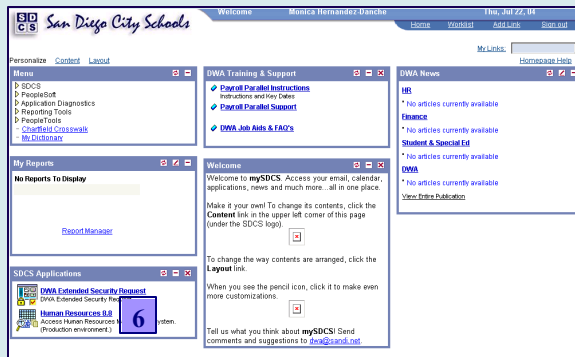 San Diego City Schools
Welcome Monica Hernandez-Danche Thu, Jul 22, 04
Home Worklist Add Link Sign out
My Links:
Personalize Content Layout
Homepage Help
Menu
SDCS
PeopleSoft
Application Diagnostics
Reporting Tools
PeopleTools
- Chartfield Crosswalk
- My Dictionary
My Reports
No Reports To Display
Report Manager
SDCS Applications
DWA Extended Security Request
DWA Extended Security
Human Resources 8.8
Access Human Resources
(Production environment.)
6
DWA Training & Support
Payroll Parallel Instructions
Instructions and Key Dates
Payroll Parallel Support
DWA Job Aids & FAQ's
Welcome
Welcome to mySDCS. Access your email, calendar,
applications, news and much more...all in one place.
Make it your own! To change its contents, click the
Content link in the upper left corner of this page
(under the SDCS logo).
To change the way contents are arranged, click the
Layout link.
When you see the pencil icon, click it to make even
more customizations.
Tell us what you think about mySDCS! Send
comments and suggestions to dwa@sandi.net.
DWA News
HR
* No articles currently available
Finance
* No articles currently available
Student & Special Ed
* No articles currently available
DWA
* No articles currently available
View Entire Publication